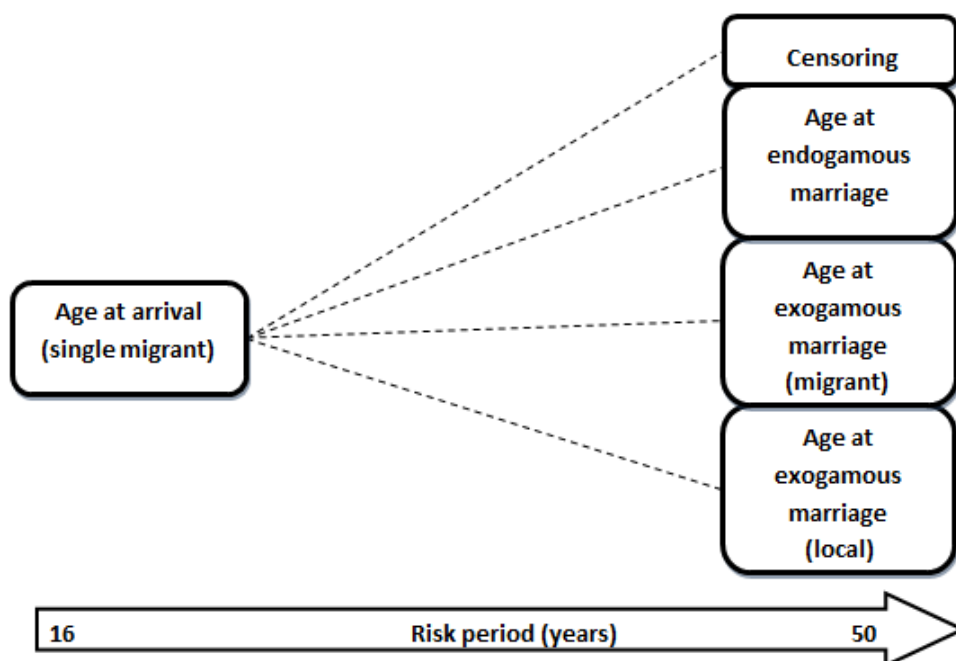 Censoring
Age at
endogamous
marriage
Age at
exogamous
marriage
(migrant)
Age at arrival
(single migrant)
Age at
exogamous
marriage
(local)
16 Risk period (years) 50